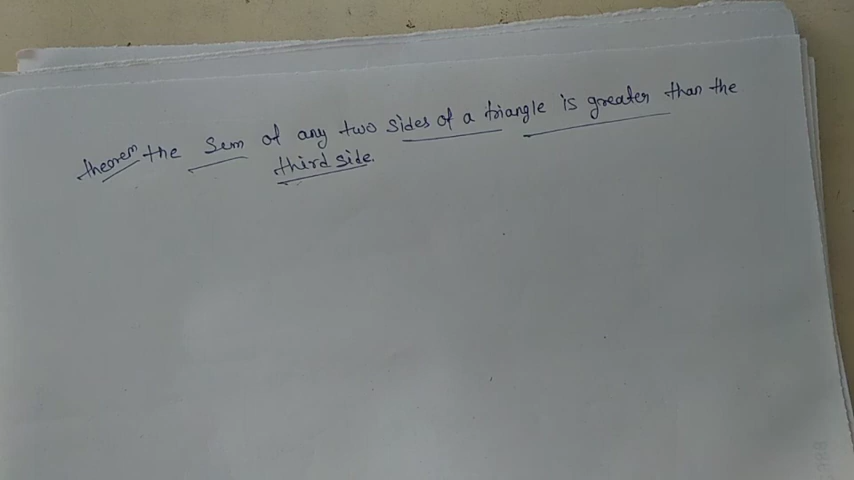 theorem the sum of any two sides of a triangle is greater than the
third side.